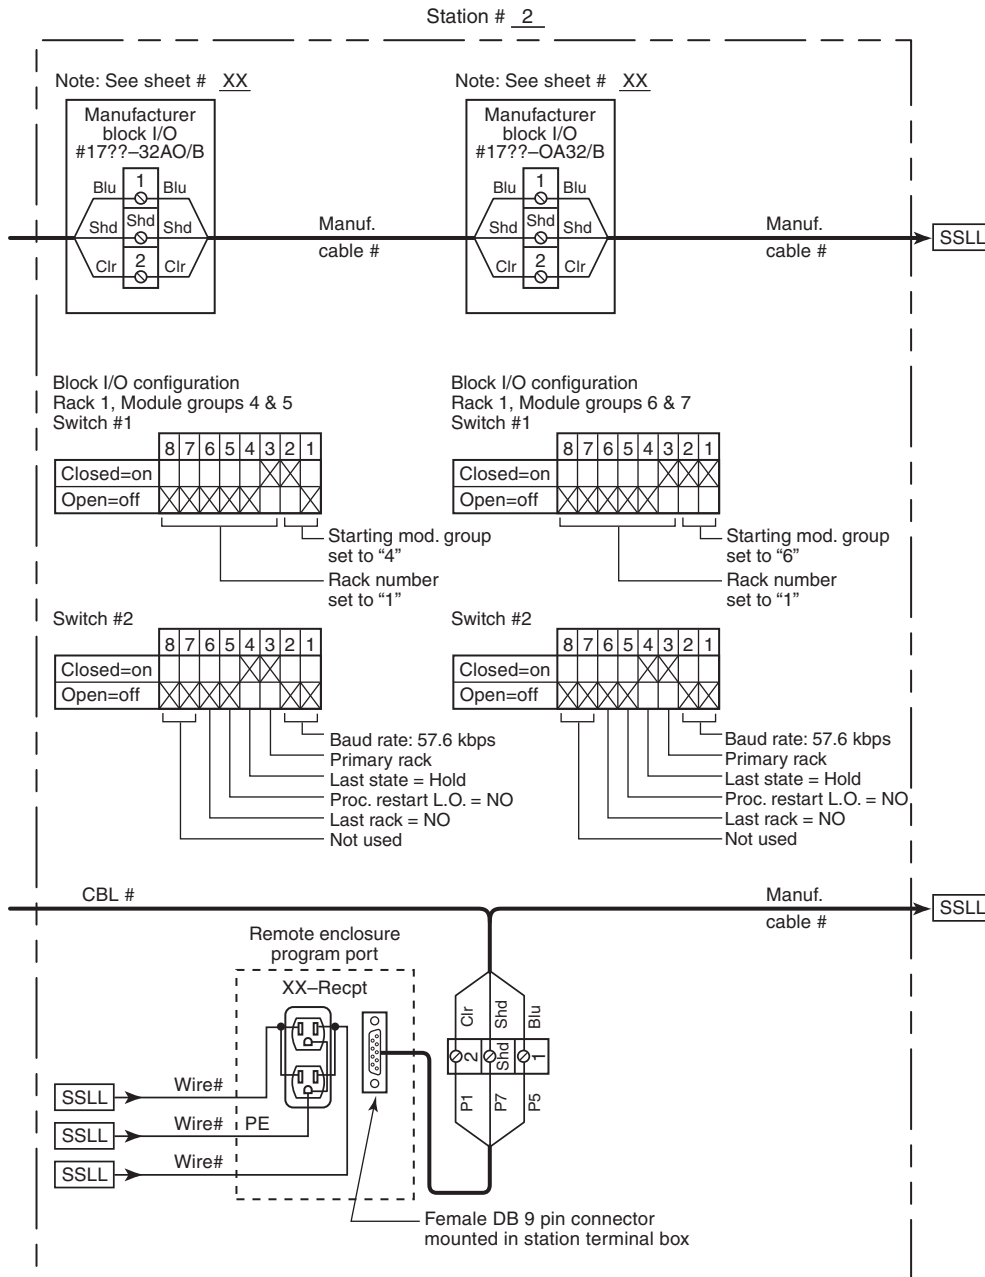 Station # 2
Note: See sheet # XX
Manufacturer
block I/O
#17??–32AO/B
Blu 1 Blu
Shd Shd Shd
Clr 2 Clr
Manuf.
cable #
Note: See sheet # XX
Manufacturer
block I/O
#17??–OA32/B
Blu 1 Blu
Shd Shd Shd
Clr 2 Clr
Manuf.
cable #
SSLL
Block I/O configuration
Rack 1, Module groups 4 & 5
Switch #1
8 7 6 5 4 3 2 1
Closed=on
Open=off
Starting mod. group
set to “4”
Rack number
set to “1”
Switch #2
8 7 6 5 4 3 2 1
Closed=on
Open=off
Baud rate: 57.6 kbps
Primary rack
Last state = Hold
Proc. restart L.O. = NO
Last rack = NO
Not used
Block I/O configuration
Rack 1, Module groups 6 & 7
Switch #1
8 7 6 5 4 3 2 1
Closed=on
Open=off
Starting mod. group
set to “6”
Rack number
set to “1”
Switch #2
8 7 6 5 4 3 2 1
Closed=on
Open=off
Baud rate: 57.6 kbps
Primary rack
Last state = Hold
Proc. restart L.O. = NO
Last rack = NO
Not used
CBL #
Manuf.
cable #
SSLL
Remote enclosure
program port
XX–Recpt
Clr Shd Blu
2 Shd 1
P1 P7 P5
SSLL Wire#
SSLL Wire# PE
SSLL Wire#
Female DB 9 pin connector
mounted in station terminal box